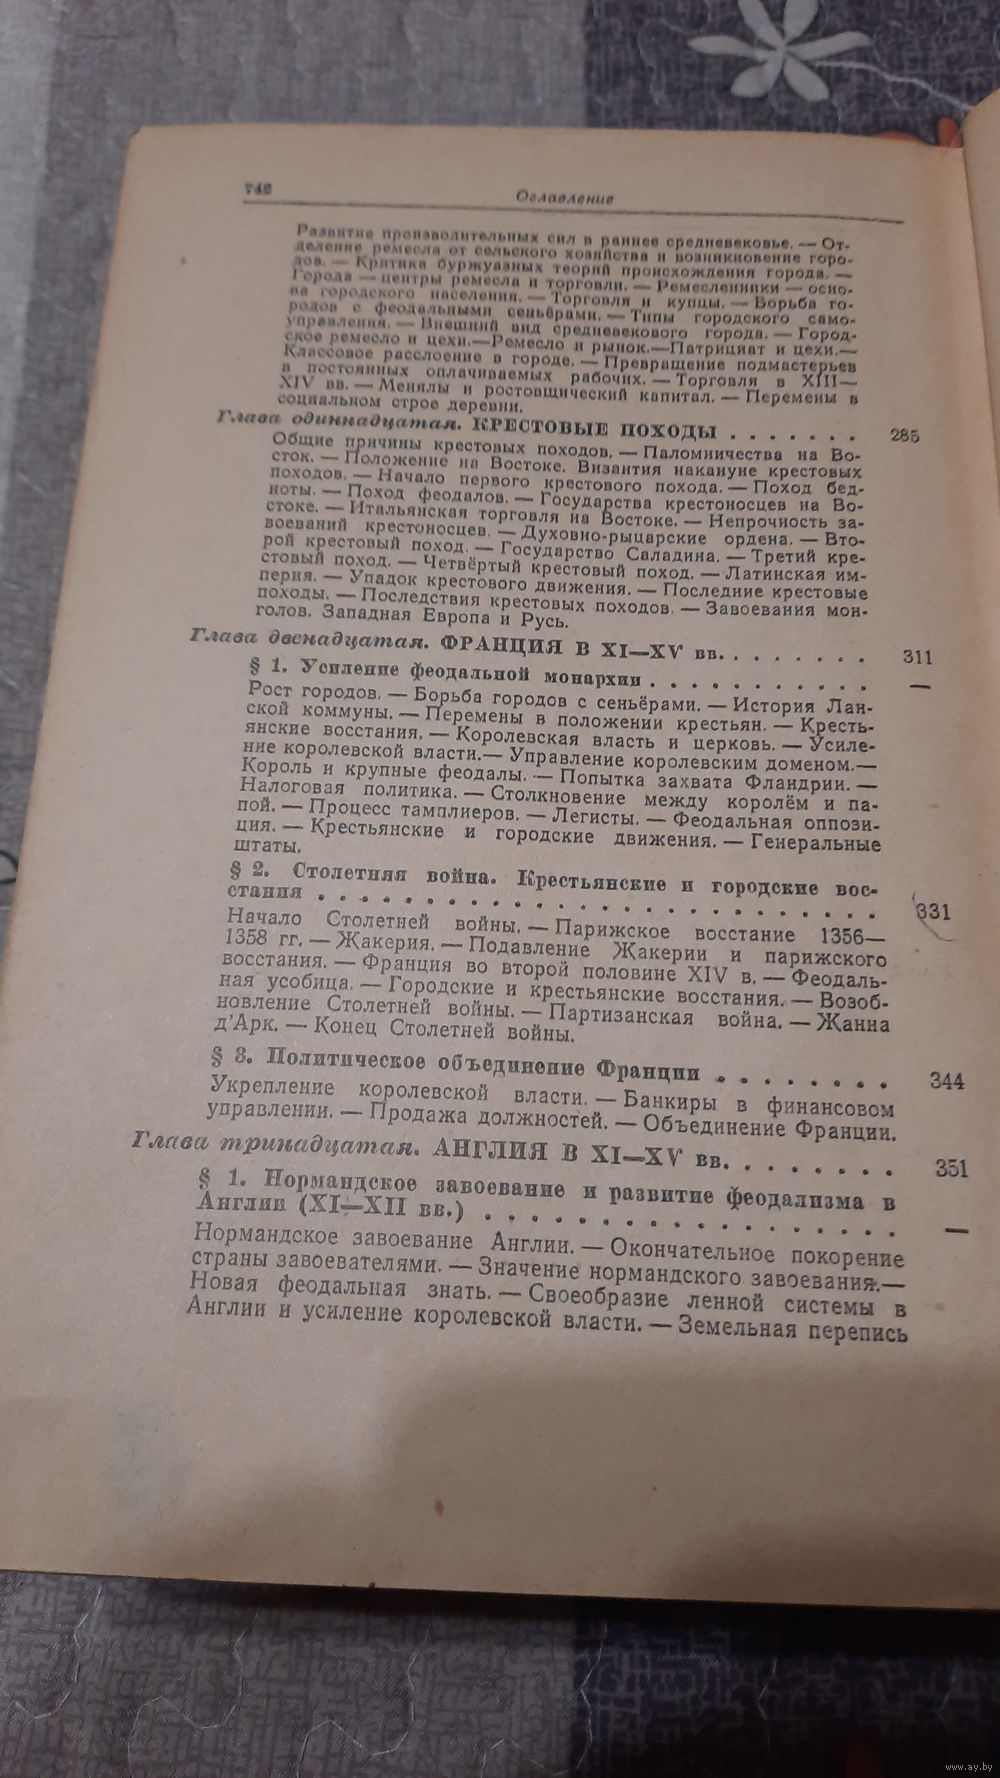 742
Оглавление
Развитие производительных сил в раннее средневековье. — От-
деление ремесла от сельского хозяйства и возникновение горо-
дов. — Критика буржуазных теорий происхождения города. —
Города — центры ремесла и торговли. — Ремесленники — осно-
ва городского населения. — Торговля и купцы. — Борьба го-
родов с феодальными сеньёрами. — Типы городского само-
управления. — Внешний вид средневекового города. — Город-
ское ремесло и цехи.—Ремесло и рынок.—Патрициат и цехи.—
Классовое расслоение в городе. — Превращение подмастерьев
в постоянных оплачиваемых рабочих. — Торговля в XIII—
XIV вв. — Менялы и ростовщический капитал. — Перемены в
социальном строе деревни.
Глава одиннадцатая. КРЕСТОВЫЕ ПОХОДЫ . . . . . . . 285
Общие причины крестовых походов. — Паломничества на Во-
сток. — Положение на Востоке. Византия накануне крестовых
походов. — Начало первого крестового похода. — Поход бед-
ноты. — Поход феодалов. — Государства крестоносцев на Во-
стоке. — Итальянская торговля на Востоке. — Непрочность за-
воеваний крестоносцев. — Духовно-рыцарские ордена. — Вто-
рой крестовый поход. — Государство Саладина. — Третий кре-
стовый поход. — Четвёртый крестовый поход. — Латинская им-
перия. — Упадок крестового движения. — Последние крестовые
походы. — Последствия крестовых походов. — Завоевания мон-
голов. Западная Европа и Русь.
Глава двенадцатая. ФРАНЦИЯ В XI—XV вв. . . . . . . . 311
§ 1. Усиление феодальной монархии . . . . . . . . . . . —
Рост городов. — Борьба городов с сеньёрами. — История Лан-
ской коммуны. — Перемены в положении крестьян. — Кресть-
янские восстания. — Королевская власть и церковь. — Усиле-
ние королевской власти.— Управление королевским доменом.—
Король и крупные феодалы. — Попытка захвата Фландрии. —
Налоговая политика. — Столкновение между королём и па-
пой. — Процесс тамплиеров. — Легисты. — Феодальная оппози-
ция. — Крестьянские и городские движения. — Генеральные
штаты.
§ 2. Столетняя война. Крестьянские и городские вос-
стания . . . . . . . . . . . . . . . . . . . . . . . . . . 331
Начало Столетней войны. — Парижское восстание 1356—
1358 гг. — Жакерия. — Подавление Жакерии и парижского
восстания. — Франция во второй половине XIV в. — Феодаль-
ная усобица. — Городские и крестьянские восстания. — Возоб-
новление Столетней войны. — Партизанская война. — Жанна
д'Арк. — Конец Столетней войны.
§ 3. Политическое объединение Франции . . . . . . . . 344
Укрепление королевской власти. — Банкиры в финансовом
управлении. — Продажа должностей. — Объединение Франции.
Глава тринадцатая. АНГЛИЯ В XI—XV вв. . . . . . . . 351
§ 1. Нормандское завоевание и развитие феодализма в
Англии (XI—XII вв.) . . . . . . . . . . . . . . . . . . —
Нормандское завоевание Англии. — Окончательное покорение
страны завоевателями. — Значение нормандского завоевания.—
Новая феодальная знать. — Своеобразие ленной системы в
Англии и усиление королевской власти. — Земельная перепись
www.ay.by